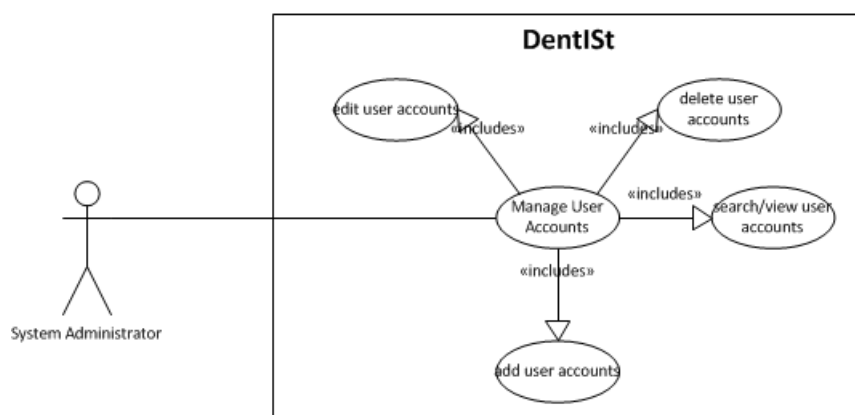 DentISt
edit user accounts
«includes»
delete user
accounts
«includes»
Manage User
Accounts
«includes»
search/view user
accounts
«includes»
add user accounts
System Administrator